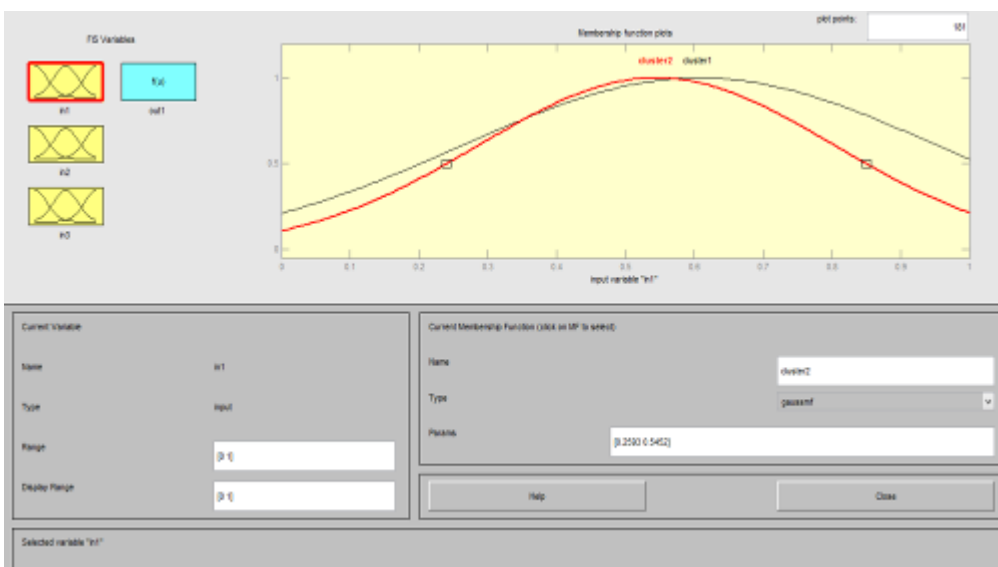 plot points:
FIS Variables
Membership function plots
181
cluster2 cluster1
f(u)
in1
out1
in2
in3
1
0.5
0
0 0.1 0.2 0.3 0.4 0.5 0.6 0.7 0.8 0.9 1
input variable "in1"
Current Variable
Current Membership Function (click on MF to select)
Name
in1
Name
cluster2
Type
input
Type
gaussmf
Params
[0.2593 0.5452]
Range
[0 1]
Display Range
[0 1]
Help
Close
Selected variable "in1"